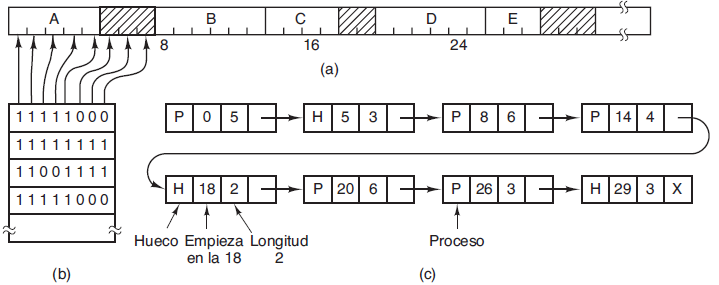 A B C D E
8 16 24
(a)
11111000
11111111
11001111
11111000
(b)
P 0 5 H 5 3 P 8 6 P 14 4
H 18 2 P 20 6 P 26 3 H 29 3 X
Hueco Empieza Longitud Proceso
en la 18 2
(c)